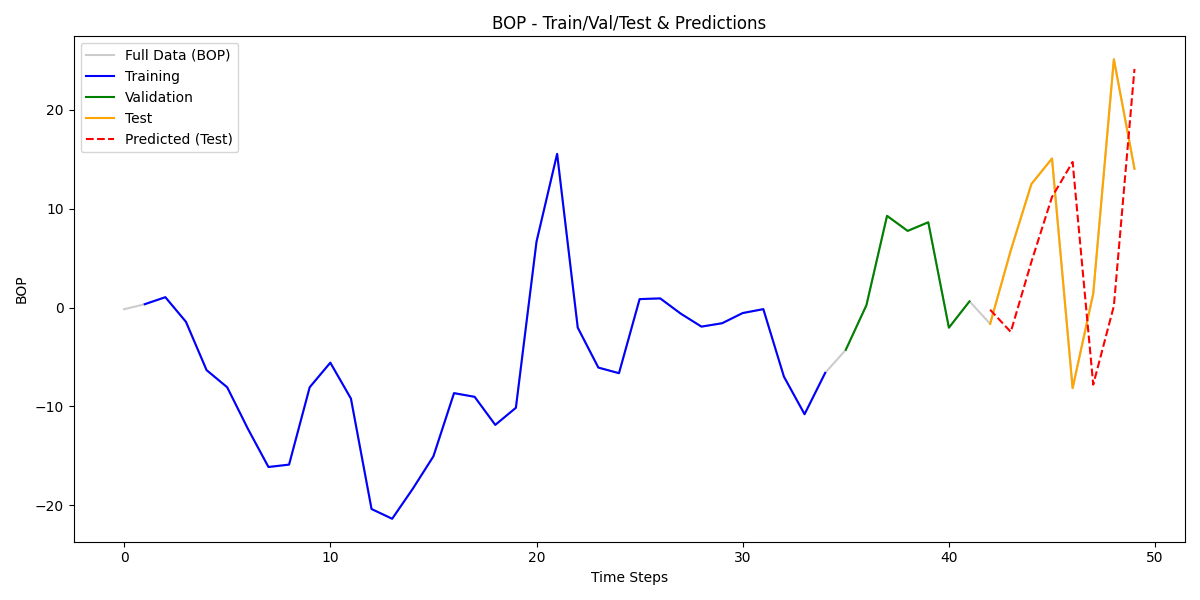 BOP - Train/Val/Test & Predictions
Full Data (BOP)
Training
Validation
Test
Predicted (Test)
BOP
20
10
0
−10
−20
0 10 20 30 40 50
Time Steps